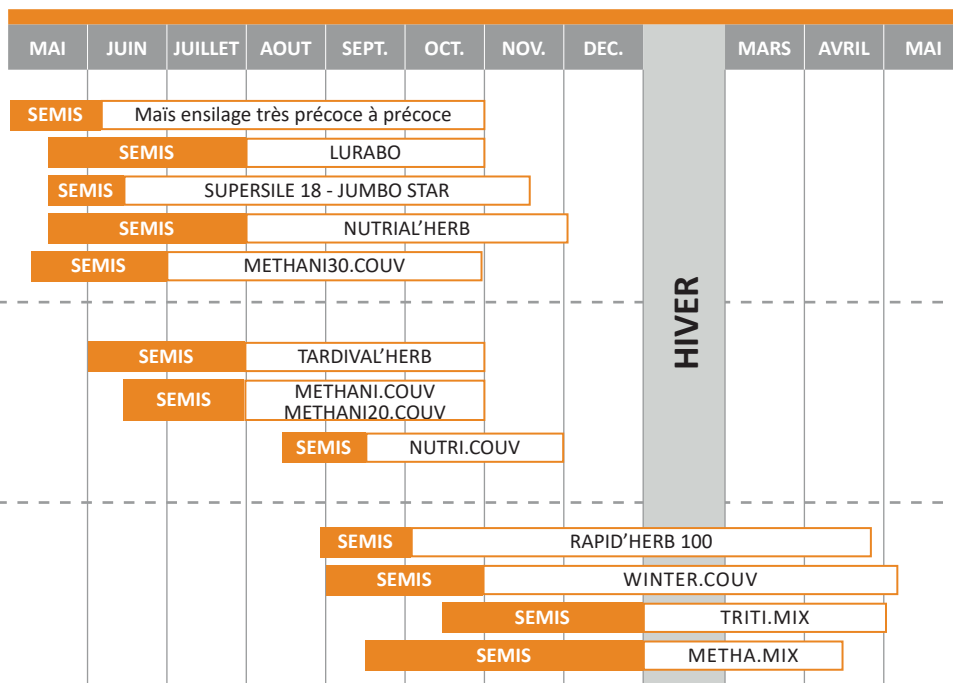 MAI JUIN JUILLET AOUT SEPT. OCT. NOV. DEC. MARS AVRIL MAI
SEMIS Maïs ensilage très précoce à précoce
SEMIS LURABO
SEMIS SUPERSILE 18 - JUMBO STAR
SEMIS NUTRIAL’HERB
SEMIS METHANI30.COUV
HIVER
SEMIS TARDIVAL’HERB
SEMIS METHANI.COUV
METHANI20.COUV
SEMIS NUTRI.COUV
SEMIS RAPID’HERB 100
SEMIS WINTER.COUV
SEMIS TRITI.MIX
SEMIS METHA.MIX